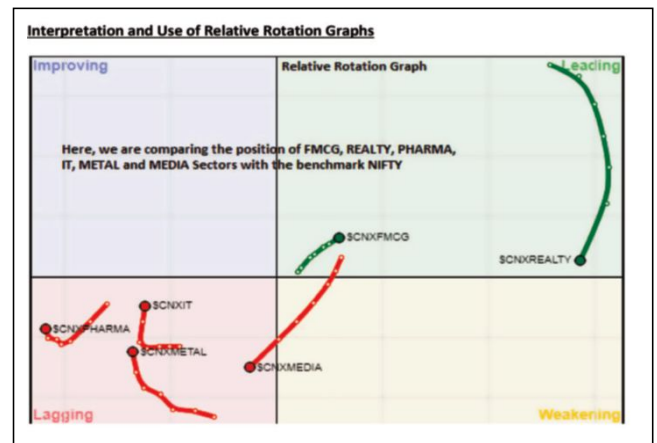 Interpretation and Use of Relative Rotation Graphs
Improving
Relative Rotation Graph
Leading
Here, we are comparing the position of FMCG, REALTY, PHARMA,
IT, METAL and MEDIA Sectors with the benchmark NIFTY
$CNXFMCG
$CNXREALTY
$CNXIT
$CNXPHARMA
$CNXMETAL
$CNXMEDIA
Lagging
Weakening